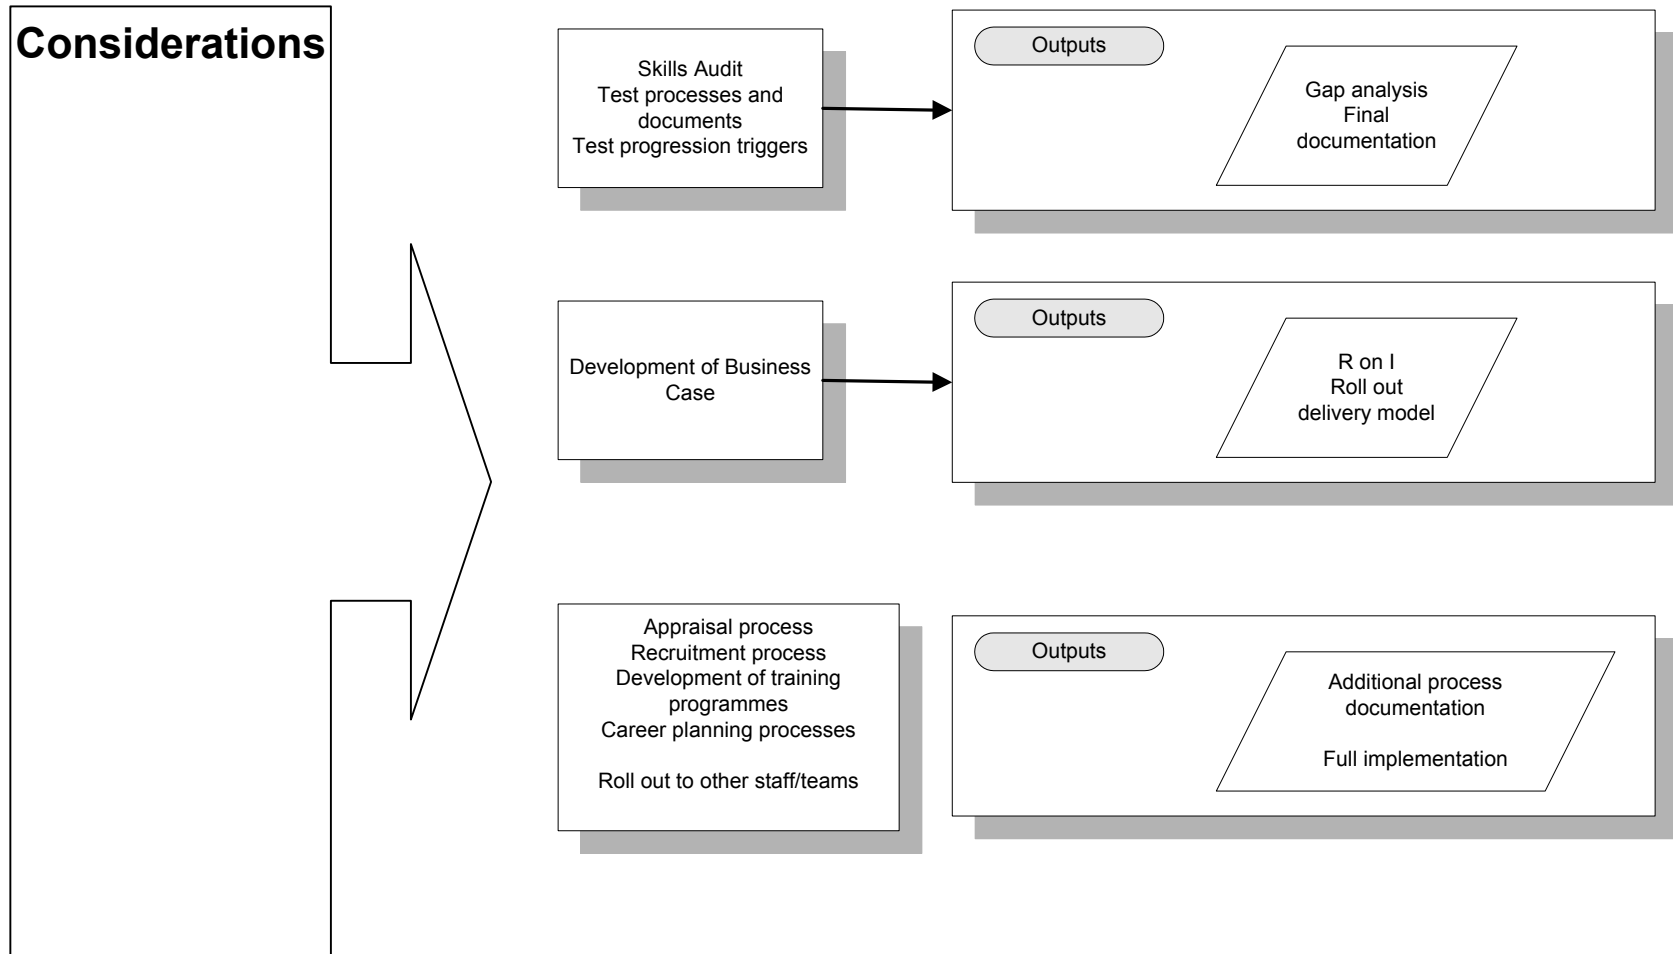 Considerations
Skills Audit
Test processes and
documents
Test progression triggers
Outputs
Gap analysis
Final
documentation
Development of Business
Case
Outputs
R on I
Roll out
delivery model
Appraisal process
Recruitment process
Development of training
programmes
Career planning processes
Roll out to other staff/teams
Outputs
Additional process
documentation
Full implementation